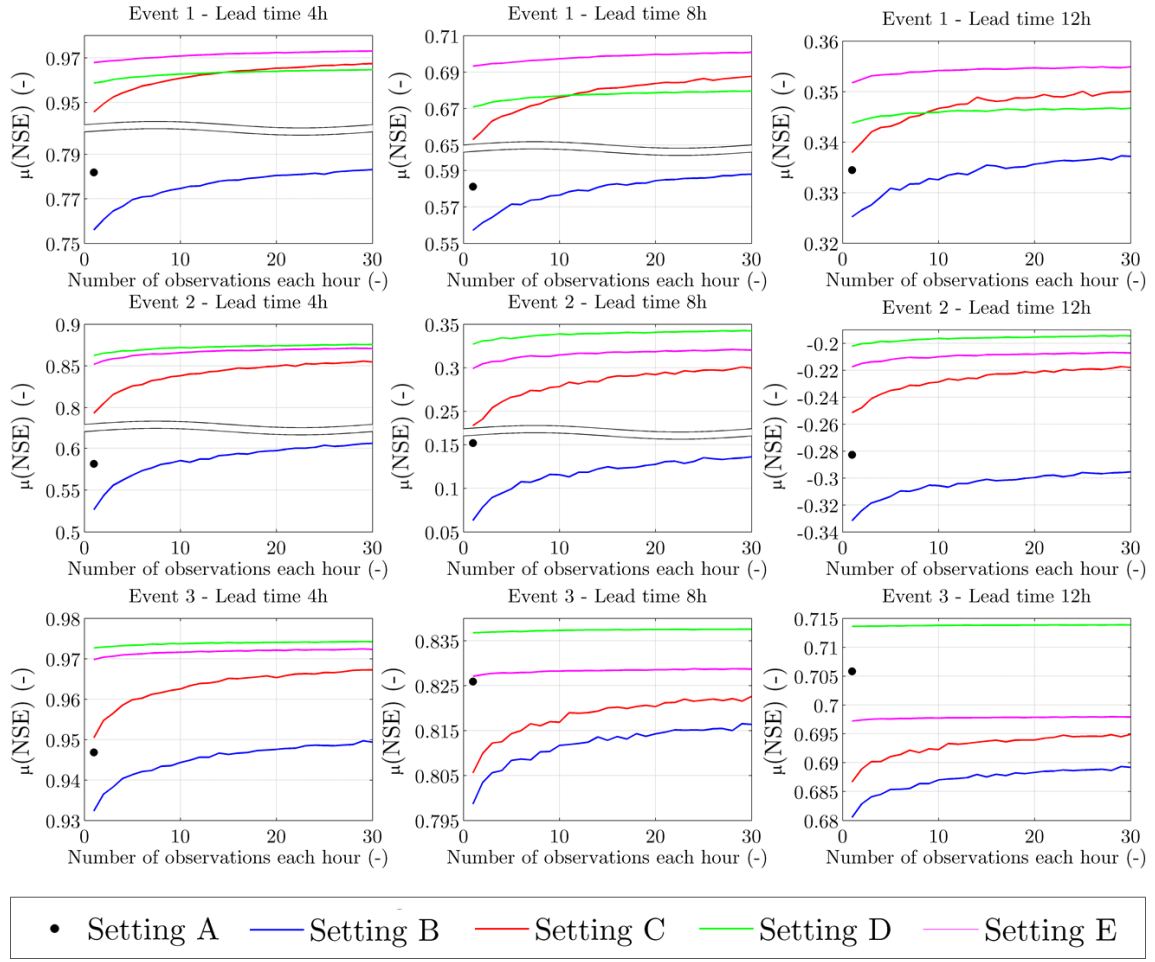 Event 1 - Lead time 4h
Event 1 - Lead time 8h
Event 1 - Lead time 12h
μ(NSE) (-)
0.97
0.95
0.79
0.77
0.75
0
10
20
30
Number of observations each hour (-)
μ(NSE) (-)
0.71
0.69
0.67
0.65
0.59
0.57
0.55
0
10
20
30
Number of observations each hour (-)
μ(NSE) (-)
0.36
0.35
0.34
0.33
0.32
0
10
20
30
Number of observations each hour (-)
Event 2 - Lead time 4h
Event 2 - Lead time 8h
Event 2 - Lead time 12h
μ(NSE) (-)
0.9
0.85
0.8
0.6
0.55
0.5
0
10
20
30
Number of observations each hour (-)
μ(NSE) (-)
0.35
0.3
0.25
0.15
0.1
0.05
0
10
20
30
Number of observations each hour (-)
μ(NSE) (-)
-0.2
-0.22
-0.24
-0.26
-0.28
-0.3
-0.32
-0.34
0
10
20
30
Number of observations each hour (-)
Event 3 - Lead time 4h
Event 3 - Lead time 8h
Event 3 - Lead time 12h
μ(NSE) (-)
0.98
0.97
0.96
0.95
0.94
0.93
0
10
20
30
Number of observations each hour (-)
μ(NSE) (-)
0.835
0.825
0.815
0.805
0.795
0
10
20
30
Number of observations each hour (-)
μ(NSE) (-)
0.715
0.71
0.705
0.7
0.695
0.69
0.685
0.68
0
10
20
30
Number of observations each hour (-)
Setting A
Setting B
Setting C
Setting D
Setting E